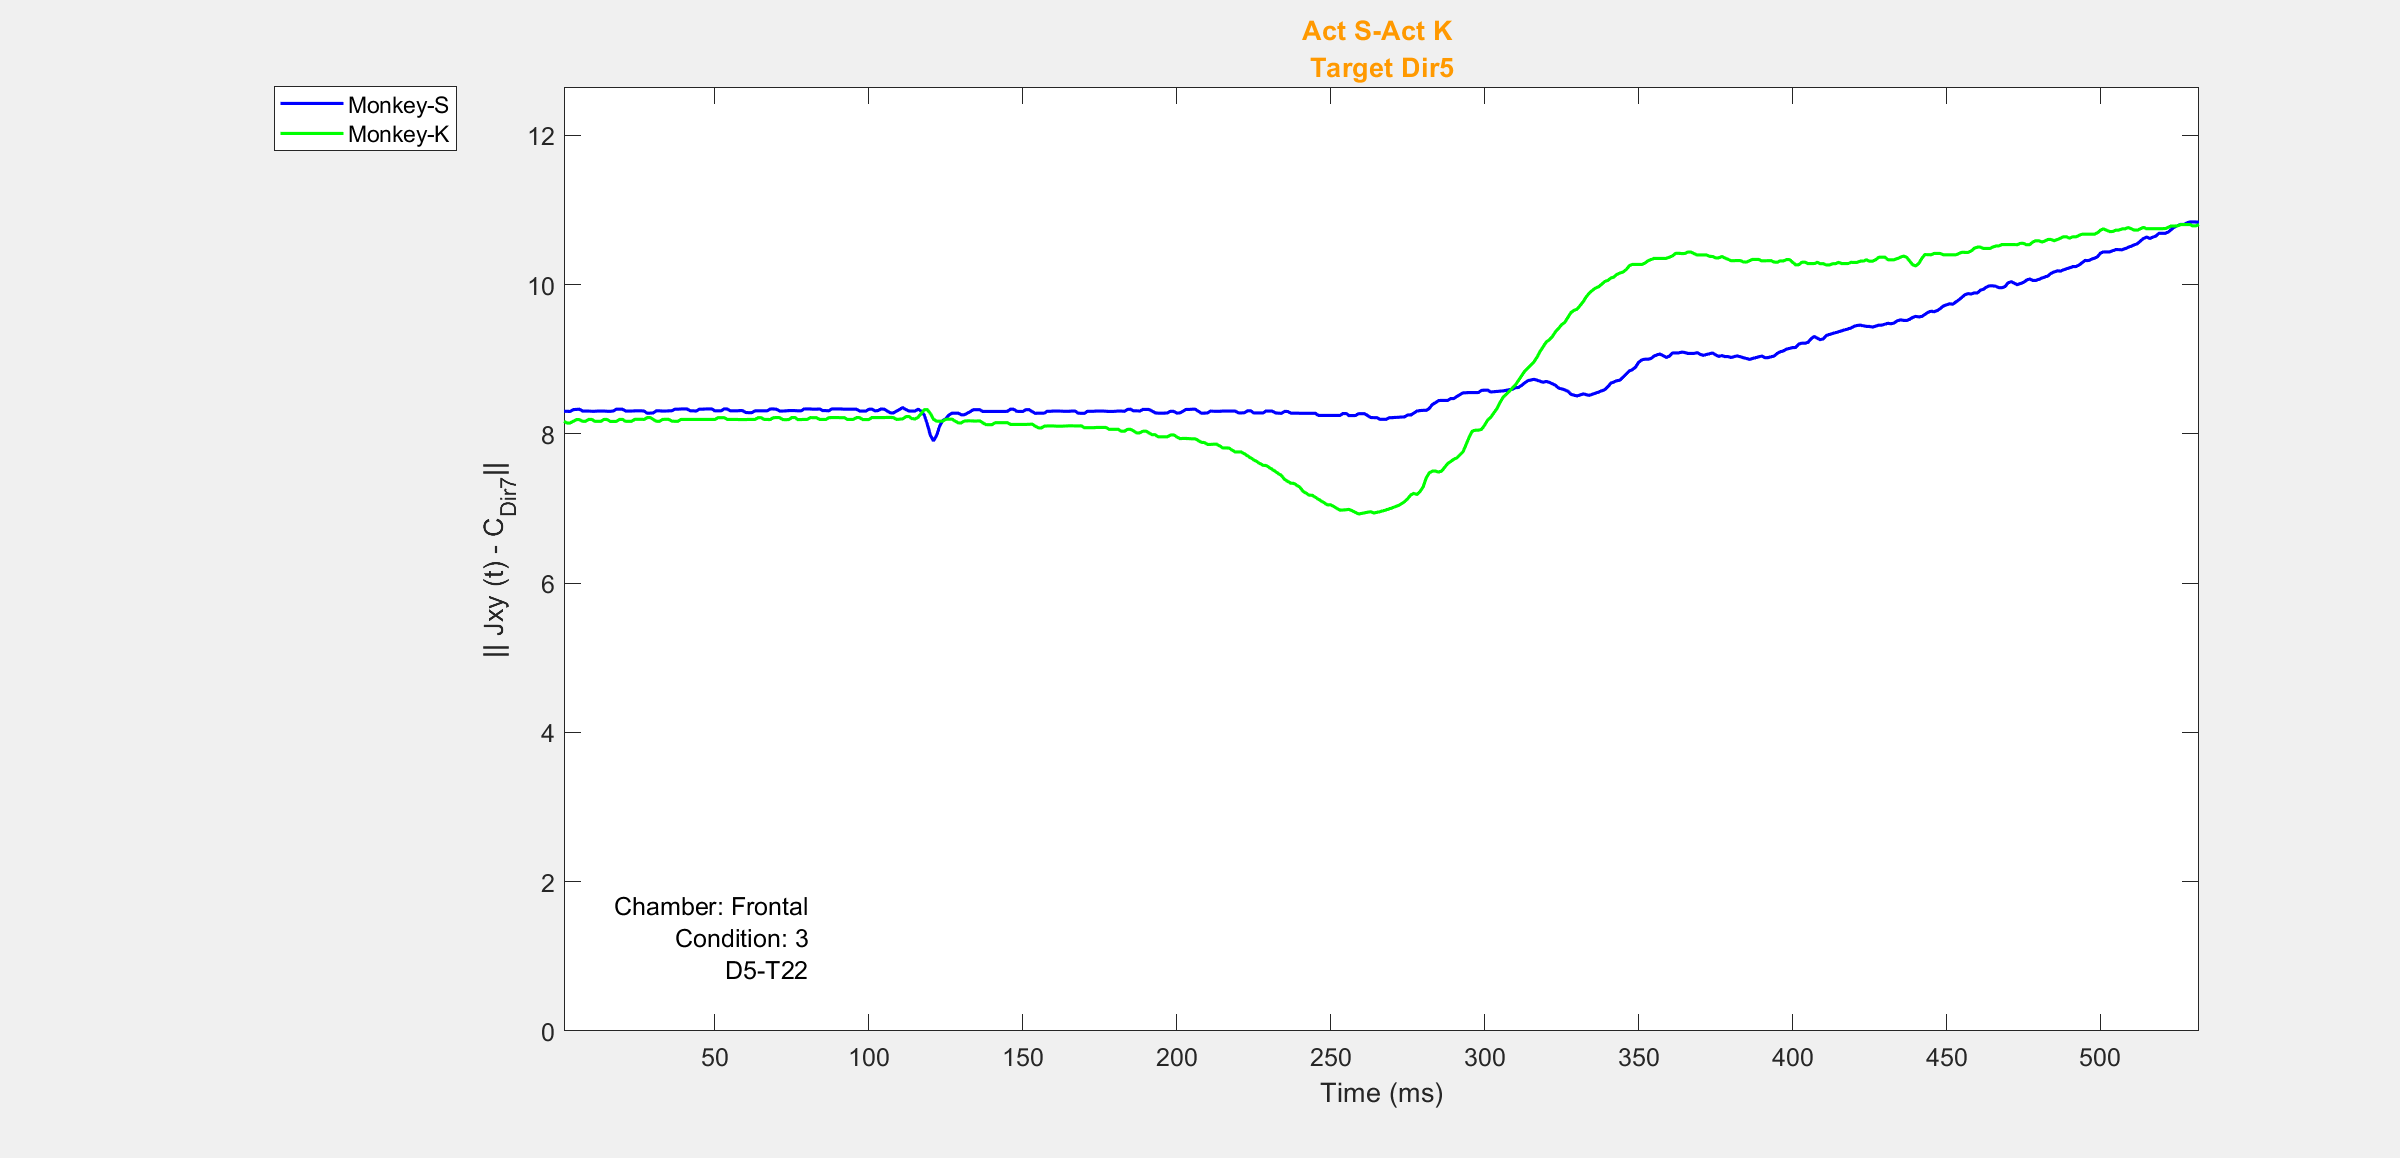 Act S-Act K
Target Dir5
Monkey-S
Monkey-K
12
10
8
6
4
2
0
|| Jxy (t) - C_Dir7||
Chamber: Frontal
Condition: 3
D5-T22
50 100 150 200 250 300 350 400 450 500
Time (ms)